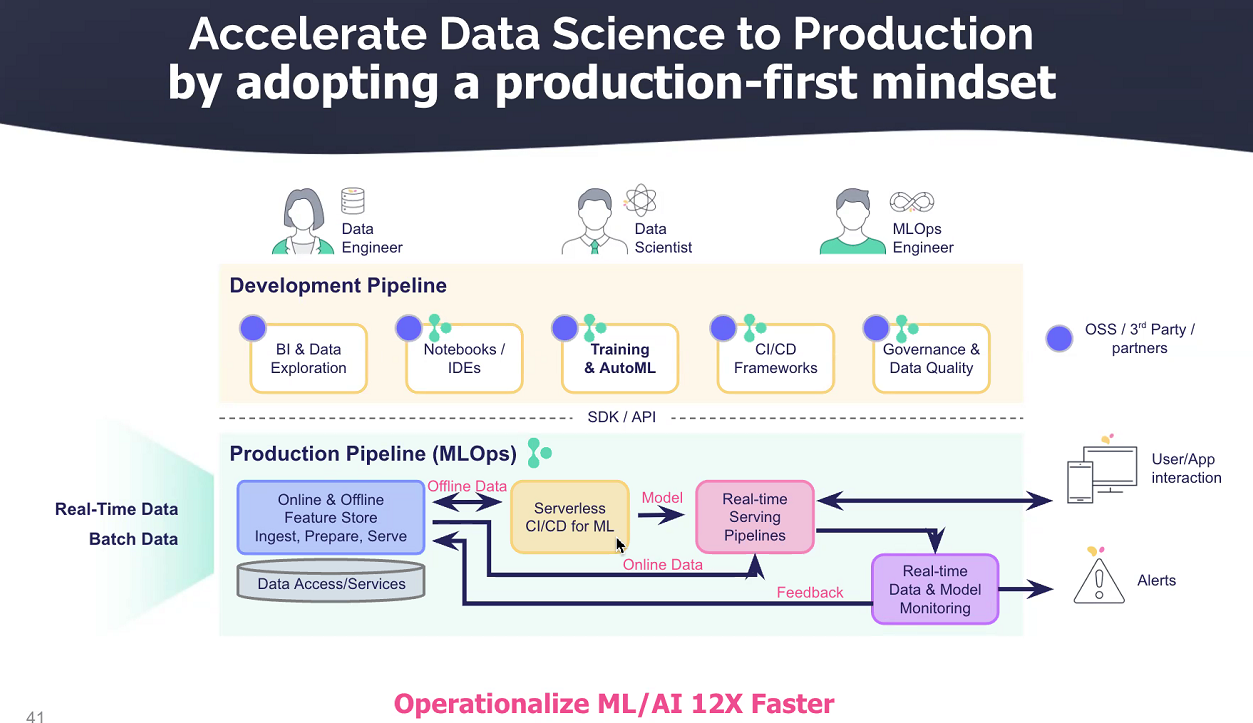 Accelerate Data Science to Production
by adopting a production-first mindset
Data
Engineer
Data
Scientist
MLOps
Engineer
Development Pipeline
BI & Data
Exploration
Notebooks /
IDEs
Training
& AutoML
CI/CD
Frameworks
Governance &
Data Quality
OSS / 3rd Party /
partners
SDK / API
Production Pipeline (MLOps)
Real-Time Data
Batch Data
Online & Offline
Feature Store
Ingest, Prepare, Serve
Data Access/Services
Offline Data
Serverless
CI/CD for ML
Model
Real-time
Serving
Pipelines
Online Data
Feedback
Real-time
Data & Model
Monitoring
User/App
interaction
Alerts
Operationalize ML/AI 12X Faster
41